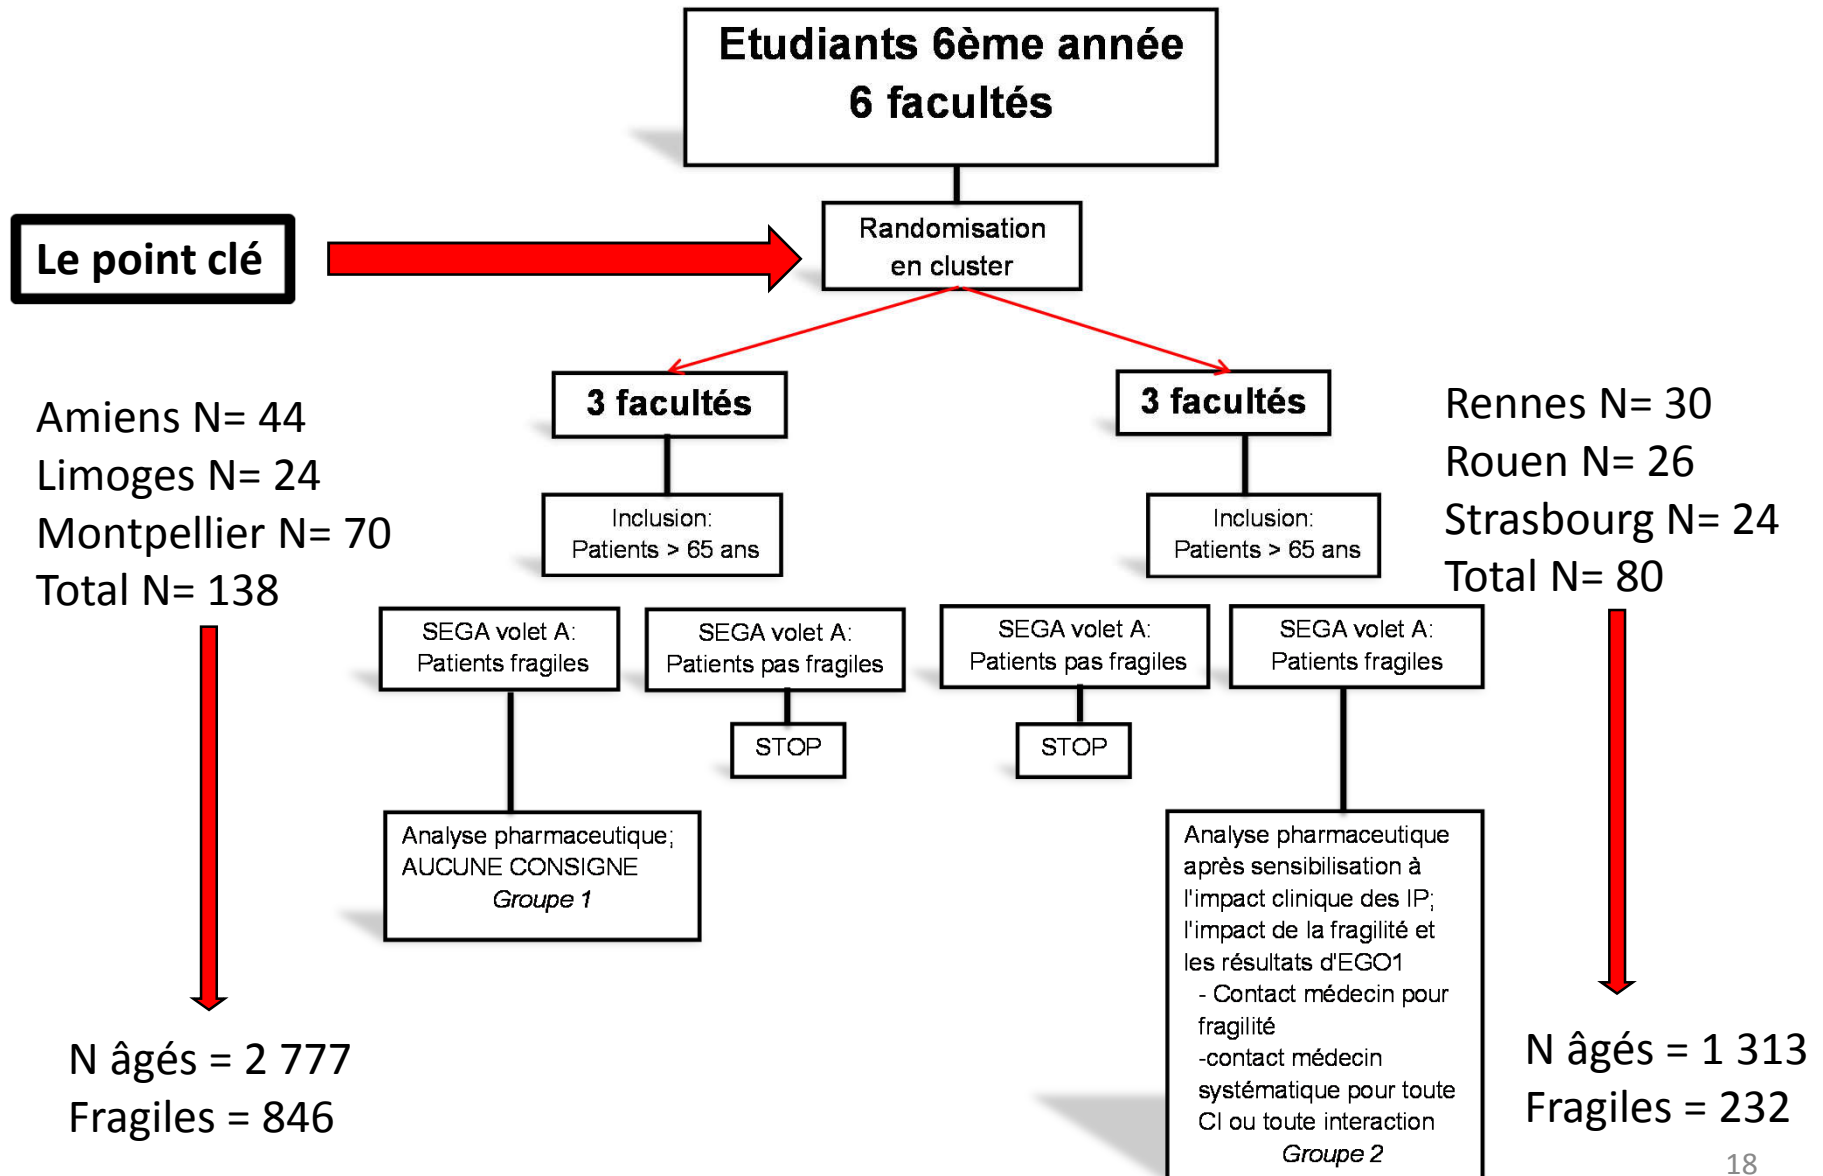 Etudiants 6ème année
6 facultés
Le point clé
Randomisation
en cluster
3 facultés
3 facultés
Amiens N= 44
Limoges N= 24
Montpellier N= 70
Total N= 138
Rennes N= 30
Rouen N= 26
Strasbourg N= 24
Total N= 80
Inclusion:
Patients > 65 ans
Inclusion:
Patients > 65 ans
SEGA volet A:
Patients fragiles
SEGA volet A:
Patients pas fragiles
SEGA volet A:
Patients pas fragiles
SEGA volet A:
Patients fragiles
STOP
STOP
Analyse pharmaceutique;
AUCUNE CONSIGNE
Groupe 1
Analyse pharmaceutique
après sensibilisation à
l'impact clinique des IP;
l'impact de la fragilité et
les résultats d'EGO1
- Contact médecin pour
fragilité
-contact médecin
systématique pour toute
CI ou toute interaction
Groupe 2
N âgés = 2 777
Fragiles = 846
N âgés = 1 313
Fragiles = 232
18